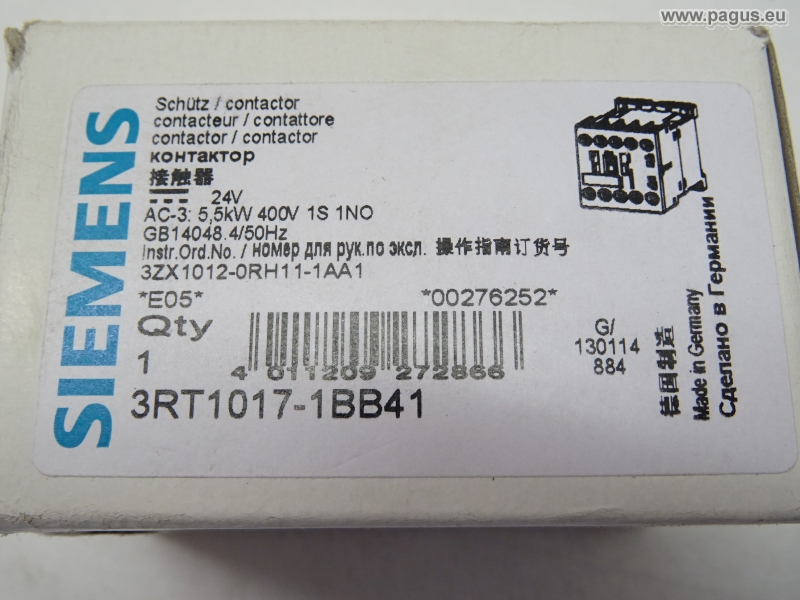 www.pagus.eu
SIEMENS
Schütz / contactor
contacteur / contattore
contactor / contactor
контактор
接触器
24V
AC-3: 5,5kW 400V 1S 1NO
GB14048.4/50Hz
Instr.Ord.No. / номер для рук.по эксл. 操作指南订货号
3ZX1012-0RH11-1AA1
*E05* *00276252*
Qty
1
4 011209 272866
3RT1017-1BB41
G/
130114
884
德国制造
Made in Germany
Сделано в Германии